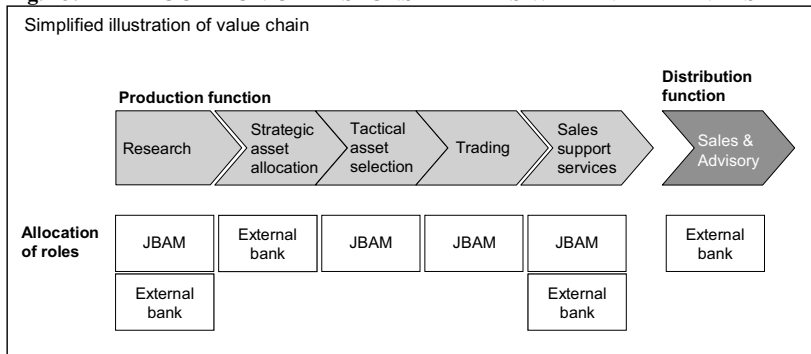 Simplified illustration of value chain
Production function
Distribution
function
Research
Strategic
asset
allocation
Tactical
asset
selection
Trading
Sales
support
services
Sales &
Advisory
Allocation
of roles
JBAM
External
bank
JBAM
JBAM
JBAM
External
bank
External
bank
External
bank